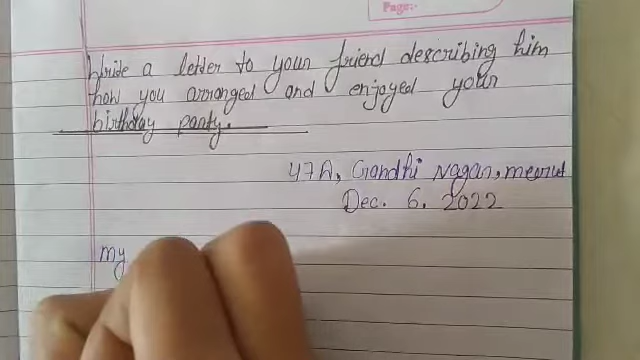 Page:-
Write a letter to your friend describing him
how you arranged and enjoyed your
birthday party.
47A, Gandhi Nagar, meerut
Dec. 6. 2022
my